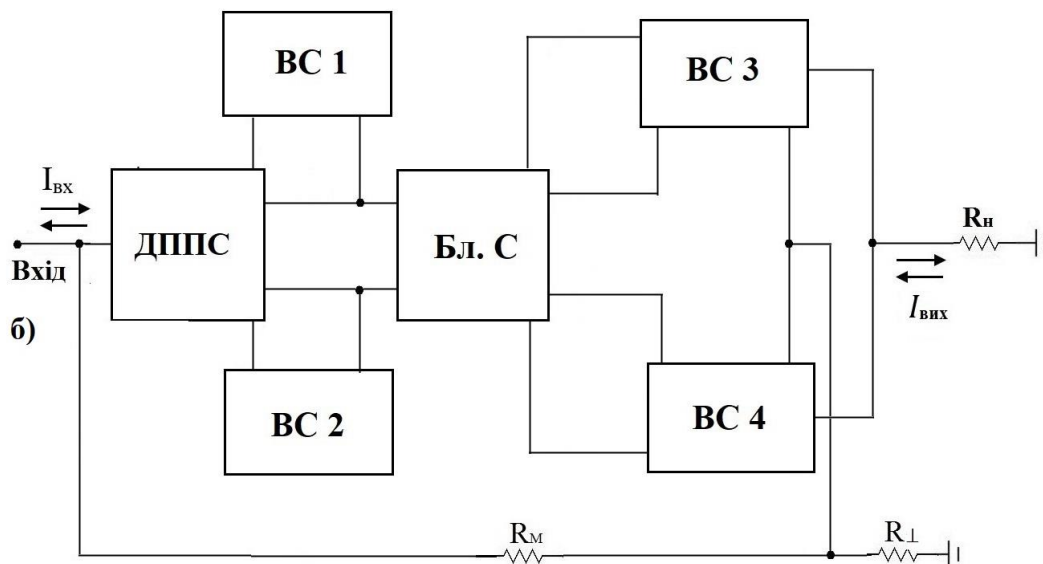 ВС 1
ВС 3
Iвх
ДППС
Бл. С
Rн
Вхід
Iвих
б)
ВС 2
ВС 4
Rм
R⊥